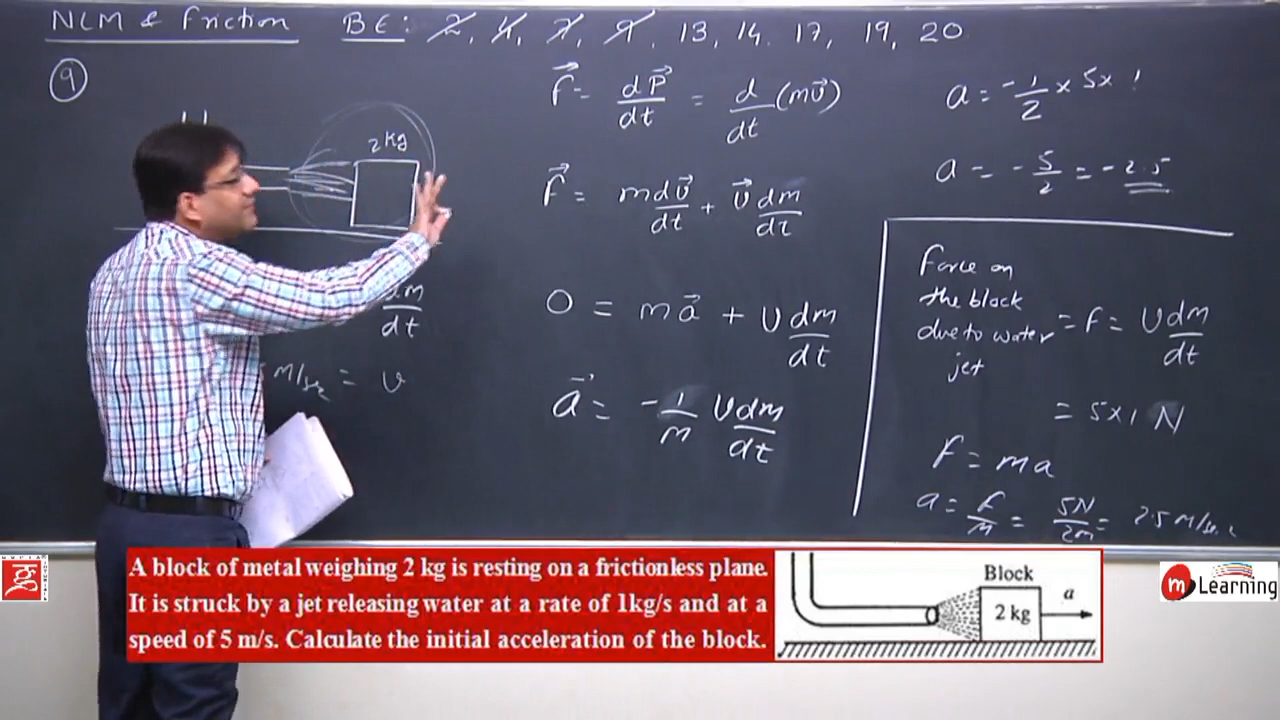 NLM & Friction BE: 2, 4, 7, 9, 13, 14. 17, 19, 20
9
2kg
dm/dt
M/sec = v
F⃗ = dP⃗/dt = d/dt (mv⃗)
F⃗ = mdv⃗/dt + v⃗ dm/dt
0 = ma⃗ + v dm/dt
a⃗ = -1/m v dm/dt
a = -1/2 × 5×1
a = -5/2 = -2.5
Force on
the block
due to water = F = v dm/dt
jet
= 5×1 N
F = ma
a = F/M = 5N/2m = 2.5 M/sec
A block of metal weighing 2 kg is resting on a frictionless plane.
It is struck by a jet releasing water at a rate of 1kg/s and at a
speed of 5 m/s. Calculate the initial acceleration of the block.
Block
2 kg
a
m Learning